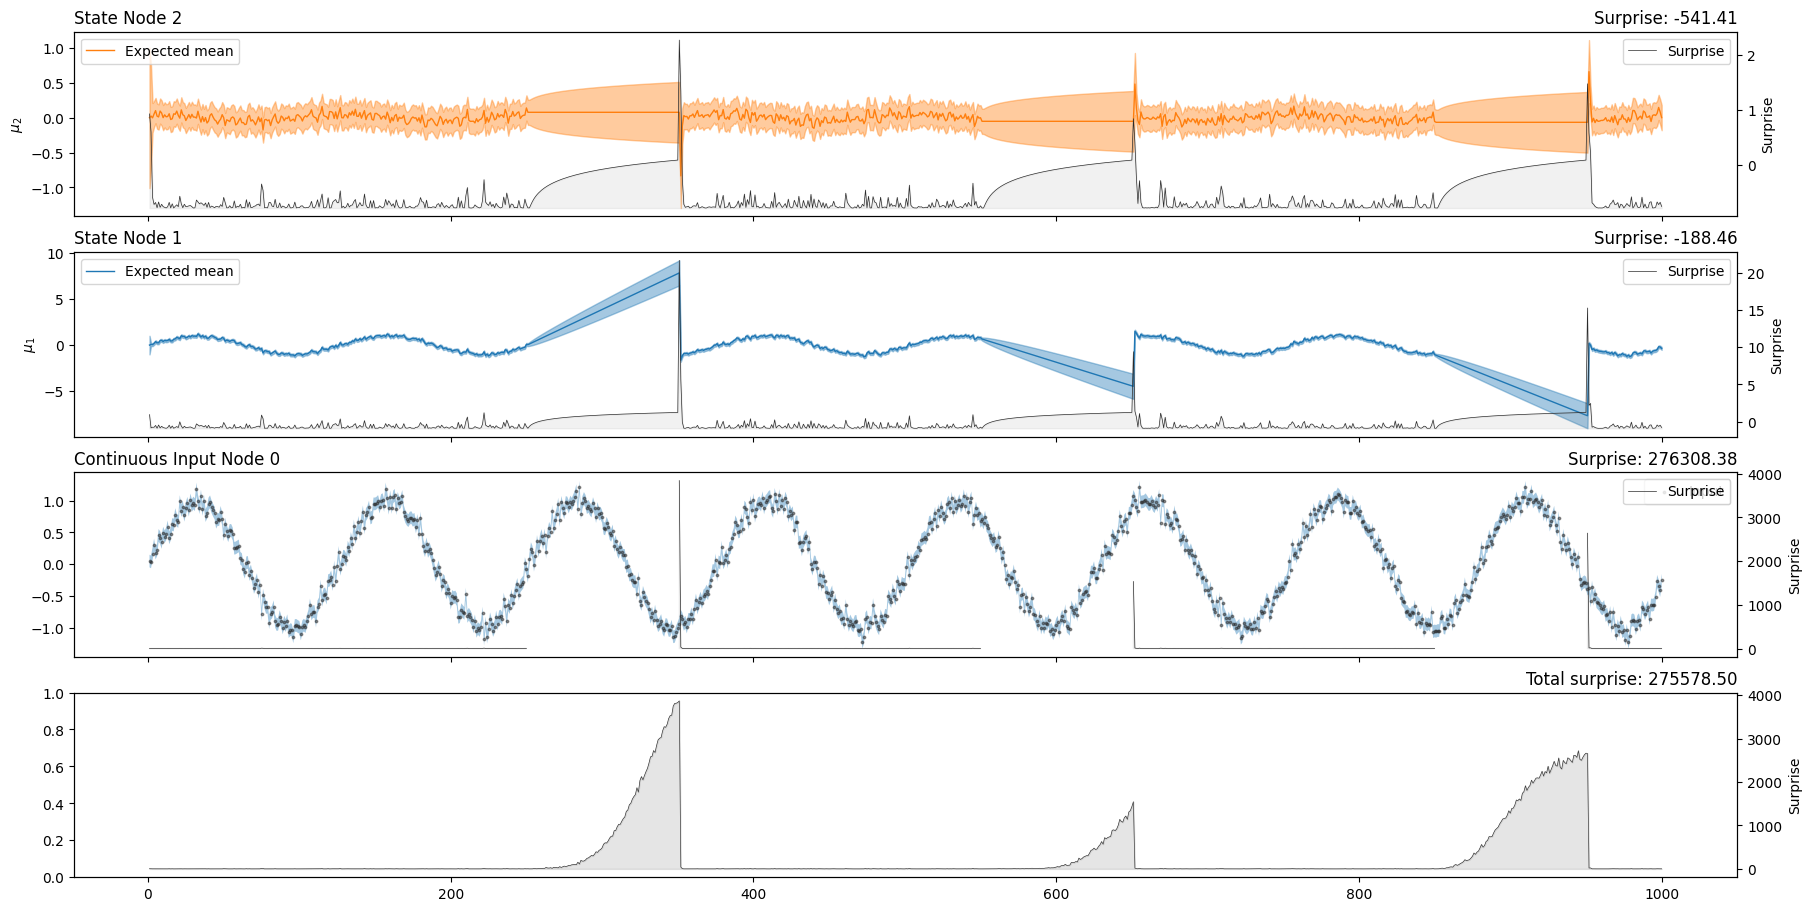 State Node 2
Surprise: -541.41
Expected mean
Surprise
1.0
0.5
0.0
−0.5
−1.0
μ2
2
1
0
Surprise
State Node 1
Surprise: -188.46
Expected mean
Surprise
10
5
0
−5
μ1
20
15
10
5
0
Surprise
Continuous Input Node 0
Surprise: 276308.38
Surprise
1.0
0.5
0.0
−0.5
−1.0
4000
3000
2000
1000
0
Surprise
Total surprise: 275578.50
1.0
0.8
0.6
0.4
0.2
0.0
4000
3000
2000
1000
0
Surprise
0 200 400 600 800 1000